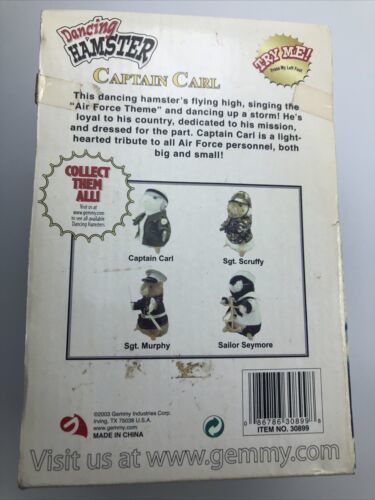 Dancing
HAMSTER
TRY ME!!
Press My Left Foot
CAPTAIN CARL
This dancing hamster's flying high, singing the
"Air Force Theme" and dancing up a storm! He's
loyal to his country, dedicated to his mission,
and dressed for the part. Captain Carl is a light-
hearted tribute to all Air Force personnel, both
big and small!
COLLECT
THEM
ALL!
Visit us at
www.gemmy.com
to see all available
Dancing Hamsters.
Captain Carl
Sgt. Scruffy
Sgt. Murphy
Sailor Seymore
©2003 Gemmy Industries Corp.
Irving, TX 75038 U.S.A.
www.gemmy.com
MADE IN CHINA
0 86786 30899 8
ITEM NO. 30899
Visit us at www.gemmy.com